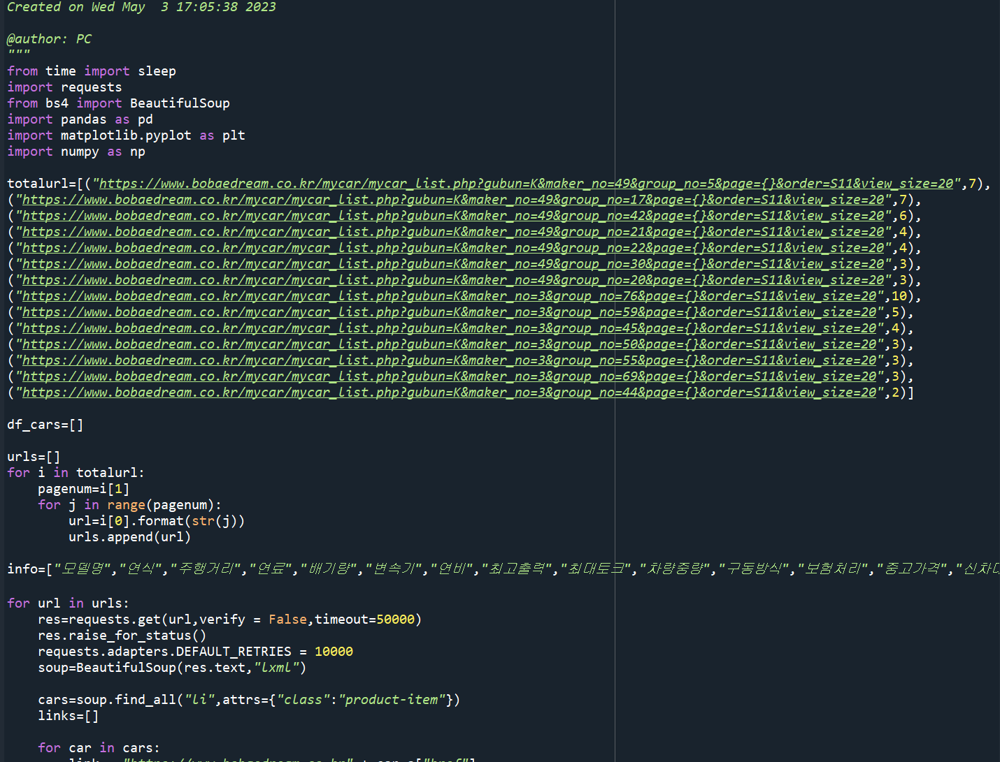 Created on Wed May  3 17:05:38 2023
@author: PC
"""
from time import sleep
import requests
from bs4 import BeautifulSoup
import pandas as pd
import matplotlib.pyplot as plt
import numpy as np
totalurl=[("https://www.bobaedream.co.kr/mycar/mycar_list.php?gubun=K&maker_no=49&group_no=5&page={}&order=S11&view_size=20",7),
("https://www.bobaedream.co.kr/mycar/mycar_list.php?gubun=K&maker_no=49&group_no=17&page={}&order=S11&view_size=20",7),
("https://www.bobaedream.co.kr/mycar/mycar_list.php?gubun=K&maker_no=49&group_no=42&page={}&order=S11&view_size=20",6),
("https://www.bobaedream.co.kr/mycar/mycar_list.php?gubun=K&maker_no=49&group_no=21&page={}&order=S11&view_size=20",4),
("https://www.bobaedream.co.kr/mycar/mycar_list.php?gubun=K&maker_no=49&group_no=22&page={}&order=S11&view_size=20",4),
("https://www.bobaedream.co.kr/mycar/mycar_list.php?gubun=K&maker_no=49&group_no=30&page={}&order=S11&view_size=20",3),
("https://www.bobaedream.co.kr/mycar/mycar_list.php?gubun=K&maker_no=49&group_no=20&page={}&order=S11&view_size=20",3),
("https://www.bobaedream.co.kr/mycar/mycar_list.php?gubun=K&maker_no=3&group_no=76&page={}&order=S11&view_size=20",10),
("https://www.bobaedream.co.kr/mycar/mycar_list.php?gubun=K&maker_no=3&group_no=59&page={}&order=S11&view_size=20",5),
("https://www.bobaedream.co.kr/mycar/mycar_list.php?gubun=K&maker_no=3&group_no=45&page={}&order=S11&view_size=20",4),
("https://www.bobaedream.co.kr/mycar/mycar_list.php?gubun=K&maker_no=3&group_no=50&page={}&order=S11&view_size=20",3),
("https://www.bobaedream.co.kr/mycar/mycar_list.php?gubun=K&maker_no=3&group_no=55&page={}&order=S11&view_size=20",3),
("https://www.bobaedream.co.kr/mycar/mycar_list.php?gubun=K&maker_no=3&group_no=69&page={}&order=S11&view_size=20",3),
("https://www.bobaedream.co.kr/mycar/mycar_list.php?gubun=K&maker_no=3&group_no=44&page={}&order=S11&view_size=20",2)]
df_cars=[]
urls=[]
for i in totalurl:
    pagenum=i[1]
    for j in range(pagenum):
        url=i[0].format(str(j))
        urls.append(url)
info=["모델명","연식","주행거리","연료","배기량","변속기","연비","최고출력","최대토크","차량중량","구동방식","보험처리","중고가격","신차대
for url in urls:
    res=requests.get(url,verify = False,timeout=50000)
    res.raise_for_status()
    requests.adapters.DEFAULT_RETRIES = 10000
    soup=BeautifulSoup(res.text,"lxml")
    cars=soup.find_all("li",attrs={"class":"product-item"})
    links=[]
    for car in cars: